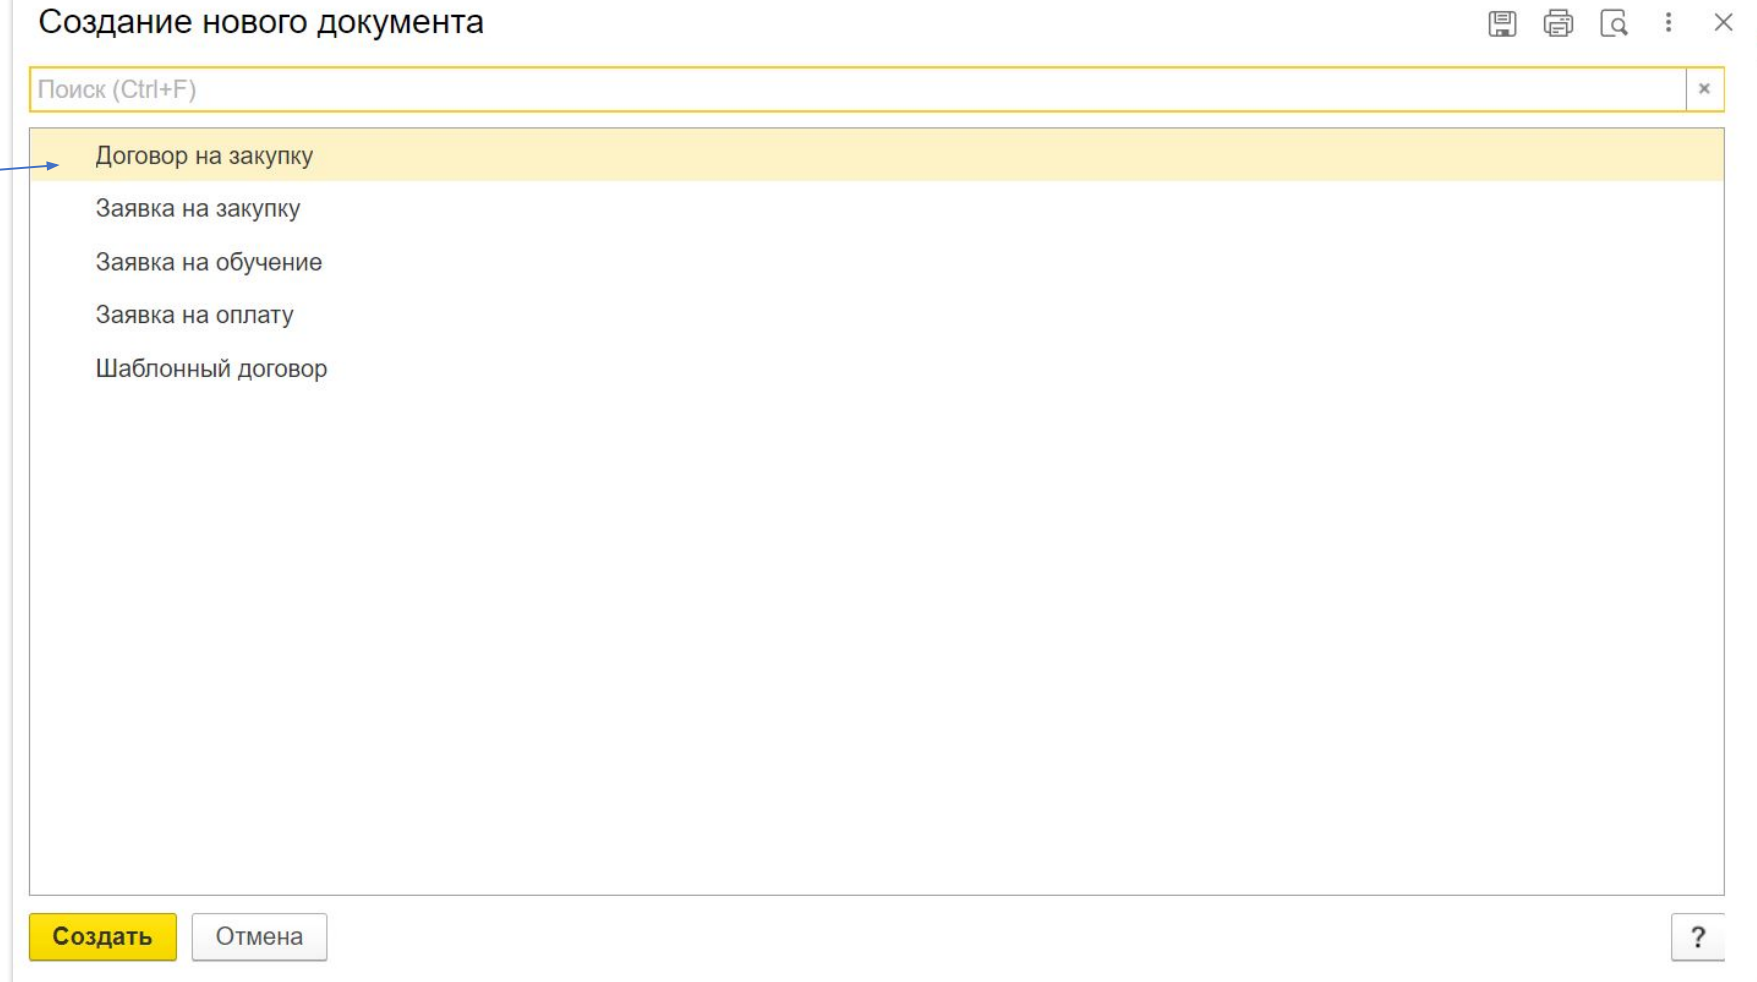 Создание нового документа
Поиск (Ctrl+F)
×
Договор на закупку
Заявка на закупку
Заявка на обучение
Заявка на оплату
Шаблонный договор
Создать
Отмена
?